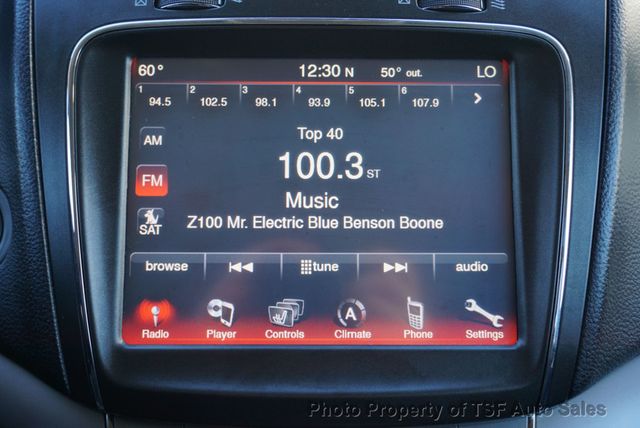 60° 12:30 N 50° out. LO
1 2 3 4 5 6
94.5 102.5 98.1 93.9 105.1 107.9 >
AM
Top 40
FM
100.3 ST
Music
SAT
Z100 Mr. Electric Blue Benson Boone
browse tune audio
A
Radio Player Controls Climate Phone Settings
Photo Property of TSF Auto Sales